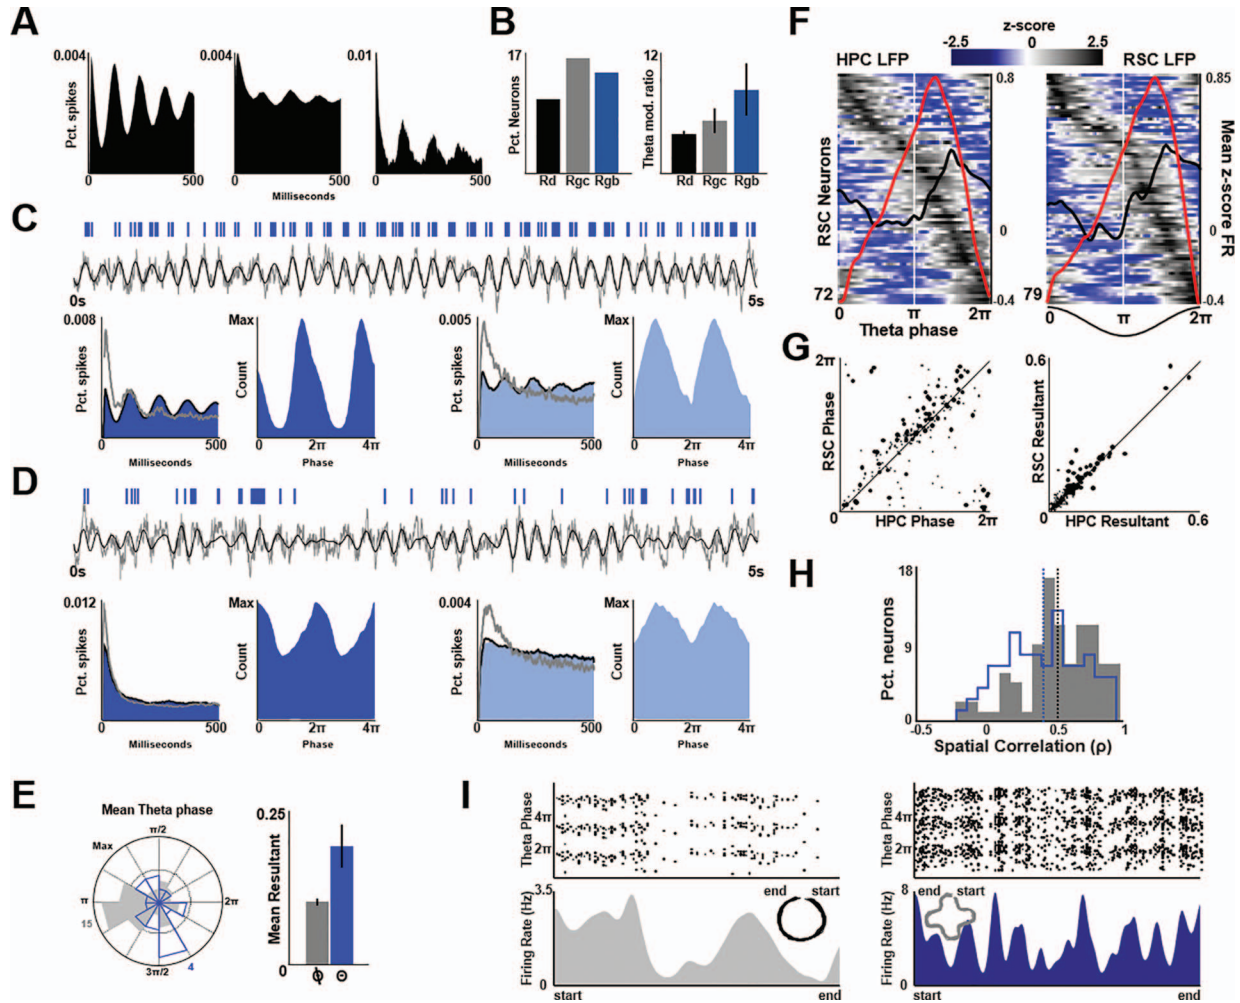 A
0.004
0.004
0.01
Pct. spikes
0
500
0
500
0
500
Milliseconds
B
17
12
Pct. Neurons
Theta mod. ratio
0
0
Rd Rgc Rgb
Rd Rgc Rgb
C
0s
5s
0.008
Pct. spikes
0
500
Milliseconds
Max
Count
0
2π
4π
Phase
0.005
Pct. spikes
0
500
Milliseconds
Max
Count
0
2π
4π
Phase
D
0s
5s
0.012
Pct. spikes
0
500
Milliseconds
Max
Count
0
2π
4π
Phase
0.004
Pct. spikes
0
500
Milliseconds
Max
Count
0
2π
4π
Phase
E
Mean Theta phase
π/2
Max
π
2π
15
3π/2
4
0.25
Mean Resultant
0
ϕ Θ
F
z-score
-2.5
0
2.5
HPC LFP
RSC LFP
0.8
0.85
RSC Neurons
Mean z-score FR
0
0
72
-0.4
79
-0.4
0
π
2π
0
π
2π
Theta phase
G
2π
RSC Phase
0
HPC Phase
2π
0.6
RSC Resultant
0
HPC Resultant
0.6
H
18
9
0
Pct. neurons
-0.5
0
0.5
1
Spatial Correlation (ρ)
I
Theta Phase
4π
2π
3.5
Firing Rate (Hz)
0
end start
start
end
Theta Phase
4π
2π
8
Firing Rate (Hz)
0
end start
start
end